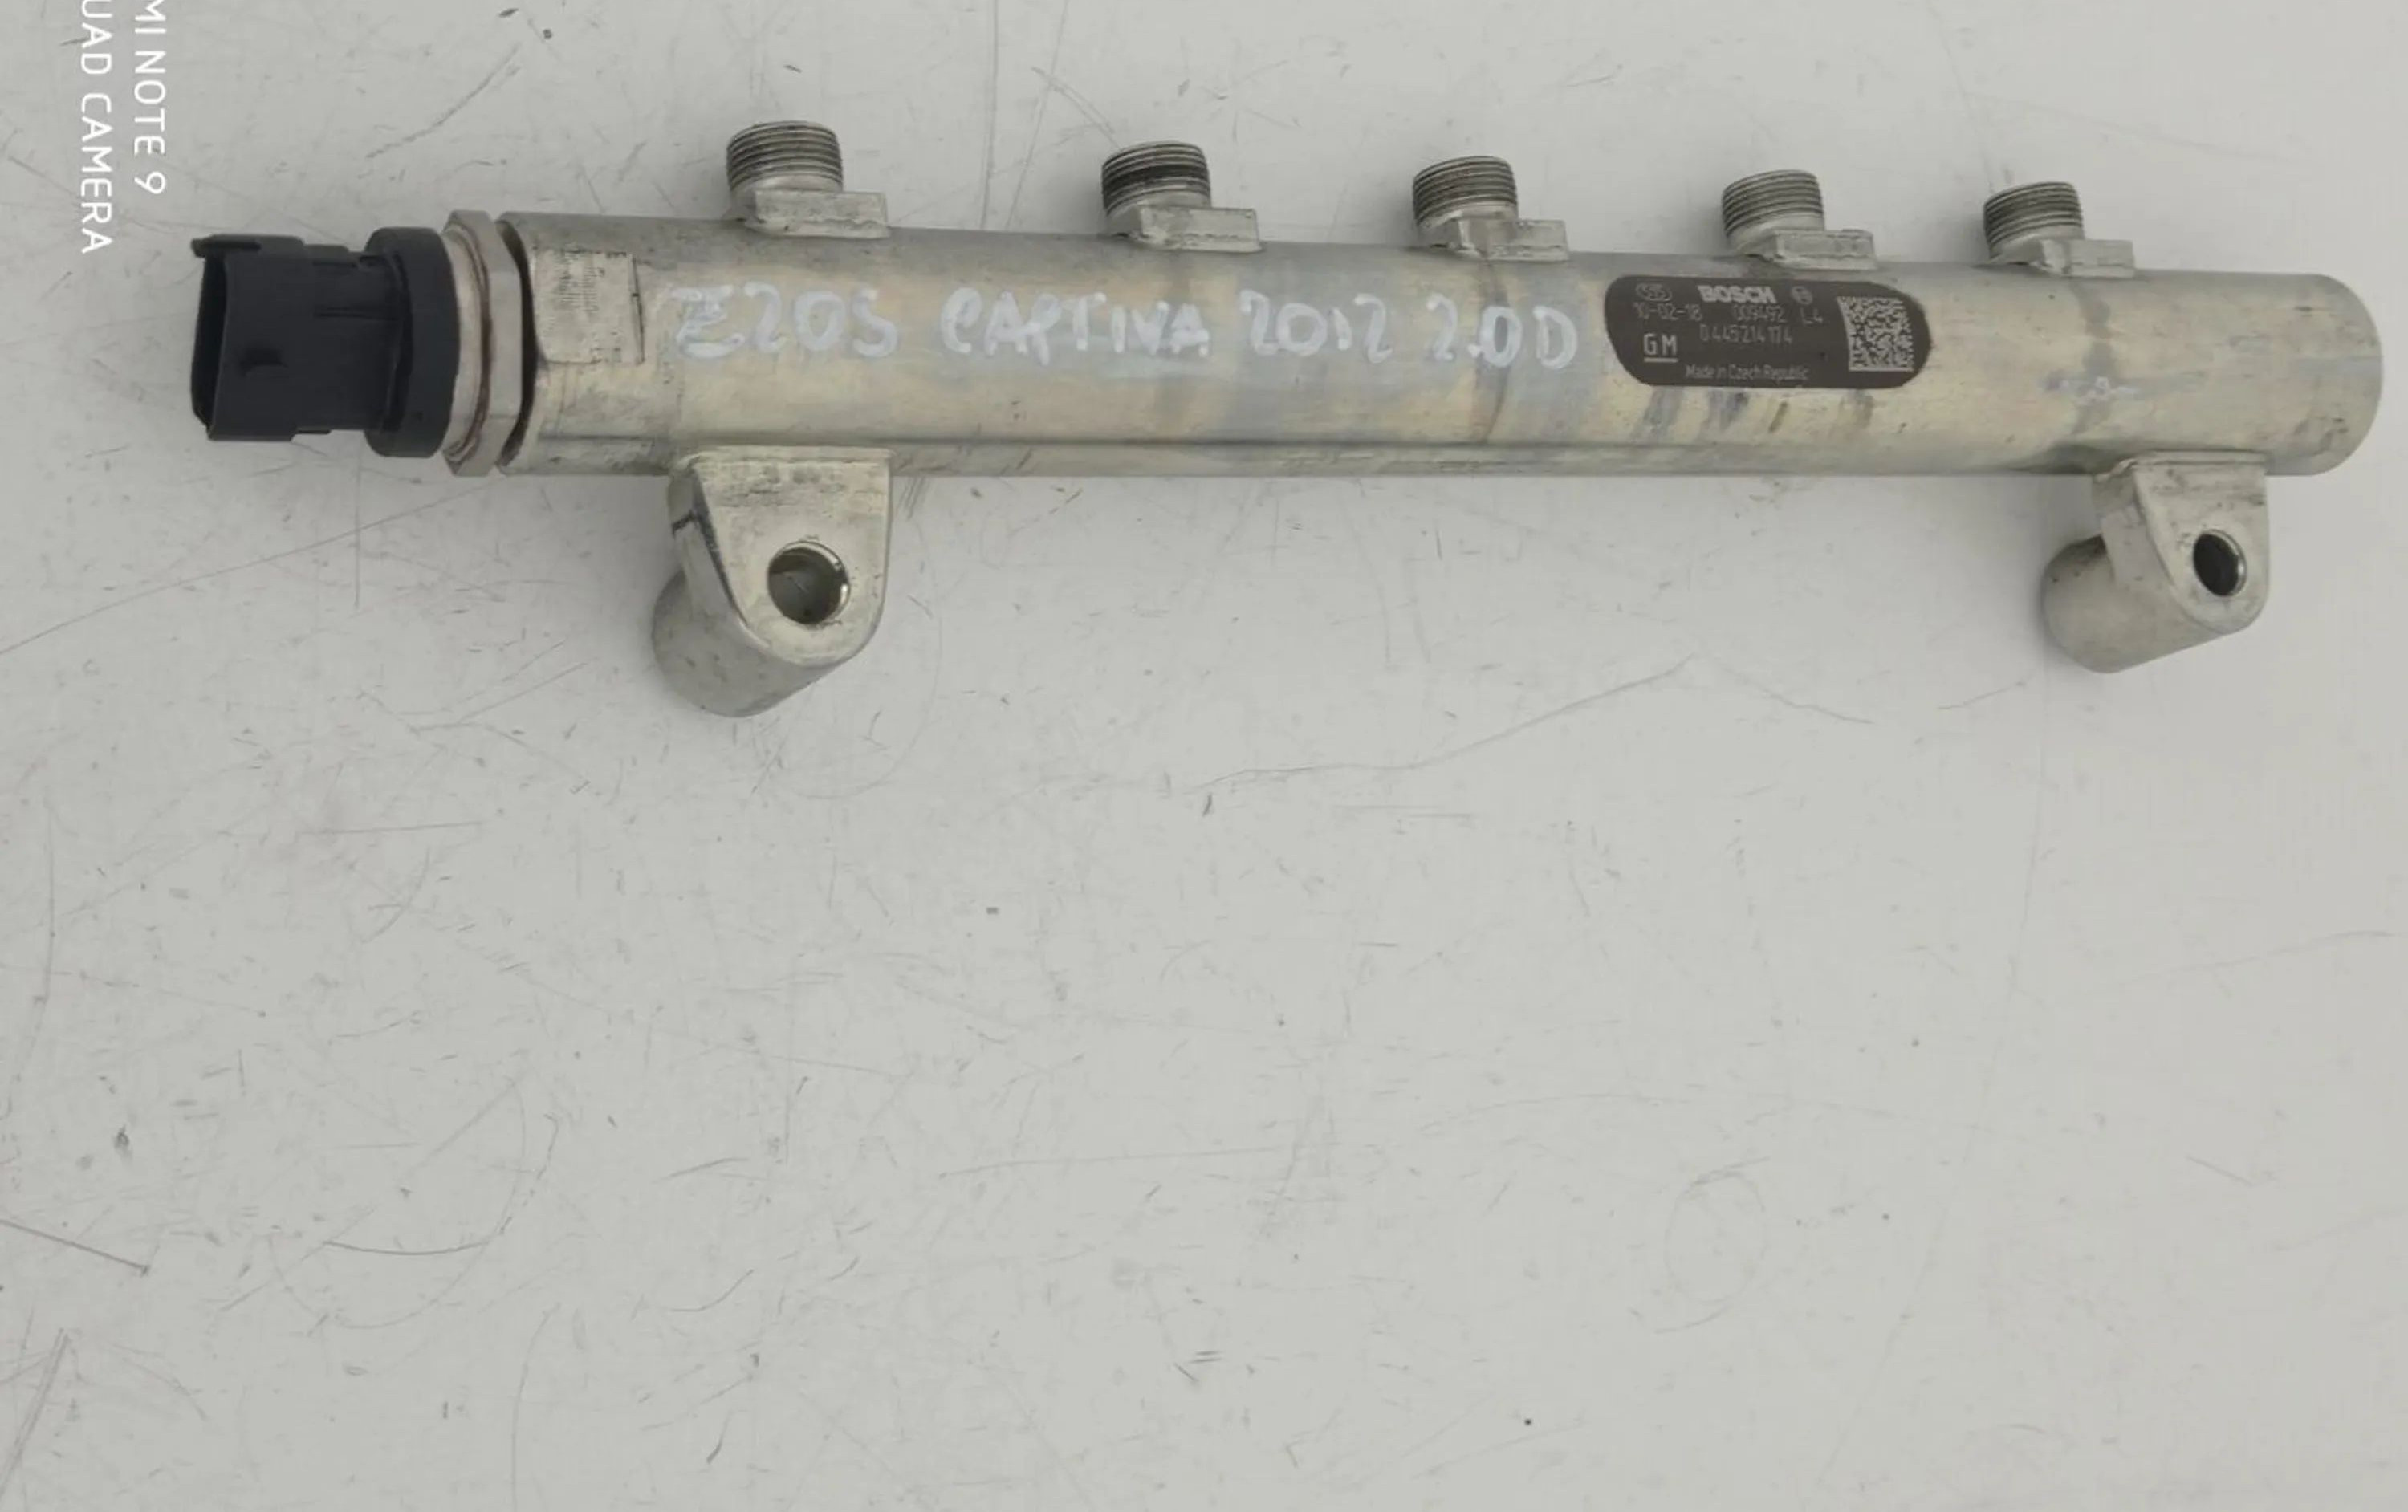 MI NOTE 9
UAD CAMERA
Z20S CAPTIVA 2012 2.0D
BOSCH
10-02-18 009492 L4
0445214174
GM
Made in Czech Republic